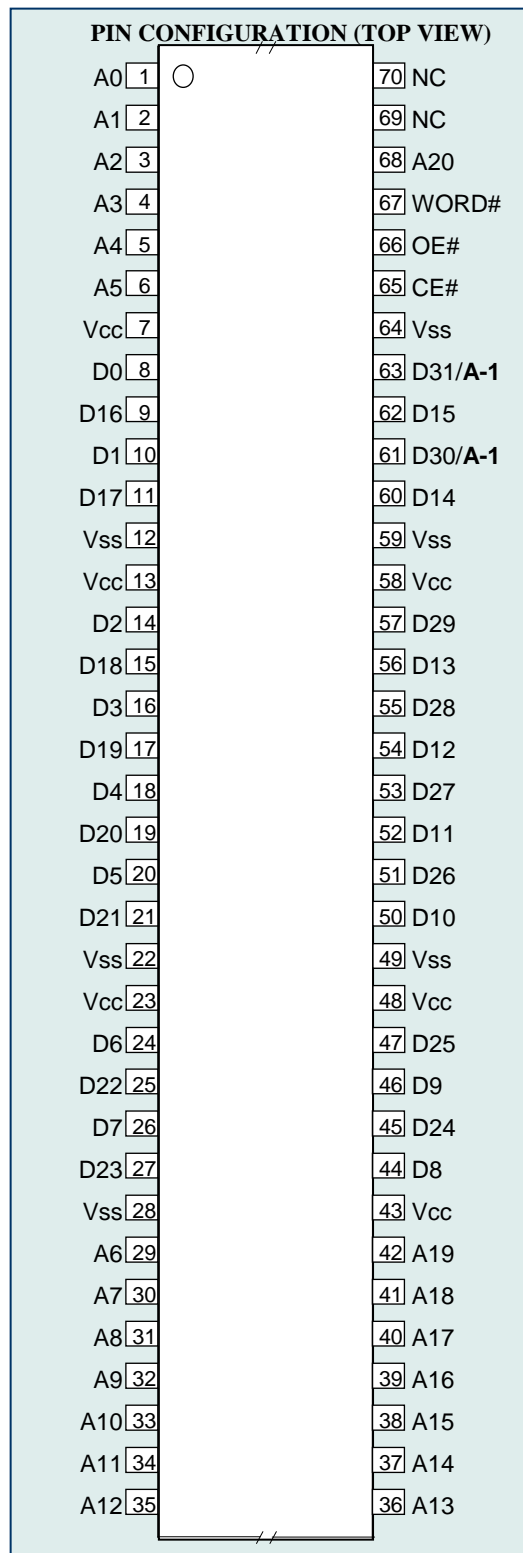 PIN CONFIGURATION (TOP VIEW)
A0 1 70 NC
A1 2 69 NC
A2 3 68 A20
A3 4 67 WORD#
A4 5 66 OE#
A5 6 65 CE#
Vcc 7 64 Vss
D0 8 63 D31/A-1
D16 9 62 D15
D1 10 61 D30/A-1
D17 11 60 D14
Vss 12 59 Vss
Vcc 13 58 Vcc
D2 14 57 D29
D18 15 56 D13
D3 16 55 D28
D19 17 54 D12
D4 18 53 D27
D20 19 52 D11
D5 20 51 D26
D21 21 50 D10
Vss 22 49 Vss
Vcc 23 48 Vcc
D6 24 47 D25
D22 25 46 D9
D7 26 45 D24
D23 27 44 D8
Vss 28 43 Vcc
A6 29 42 A19
A7 30 41 A18
A8 31 40 A17
A9 32 39 A16
A10 33 38 A15
A11 34 37 A14
A12 35 36 A13